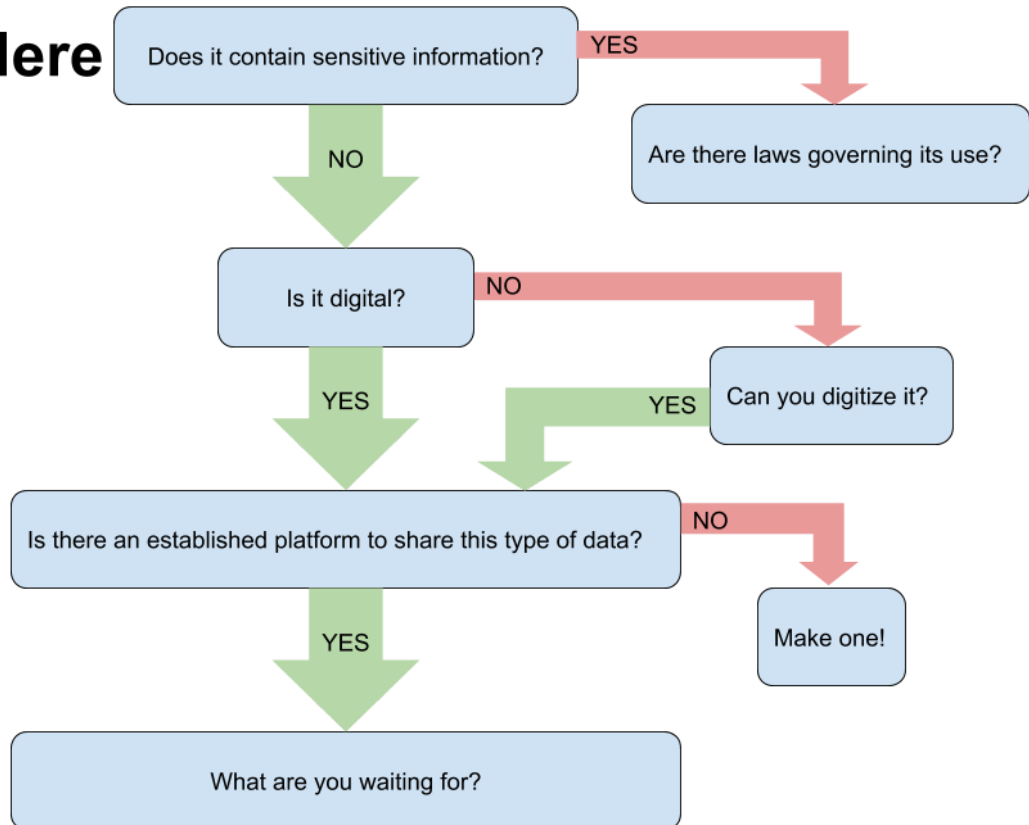 Here
Does it contain sensitive information?
YES
Are there laws governing its use?
NO
Is it digital?
NO
YES
YES
Can you digitize it?
Is there an established platform to share this type of data?
NO
YES
Make one!
What are you waiting for?